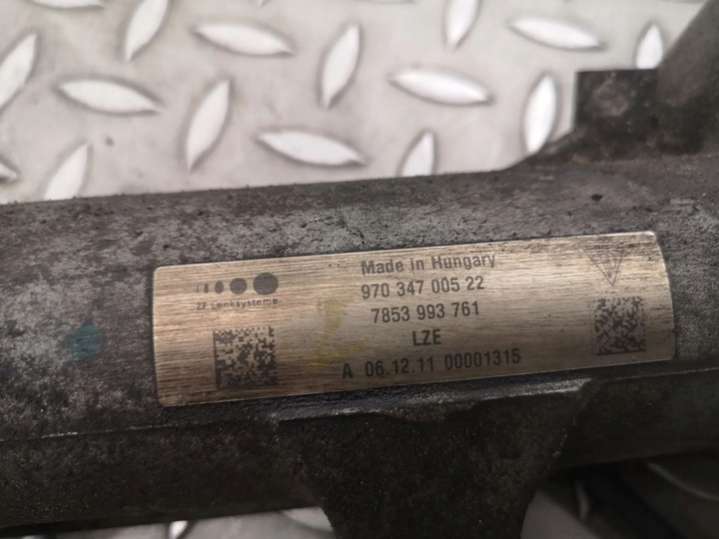 Made in Hungary
970 347 005 22
ZF Lenksysteme
7853 993 761
LZE
A 06.12.11 00001315